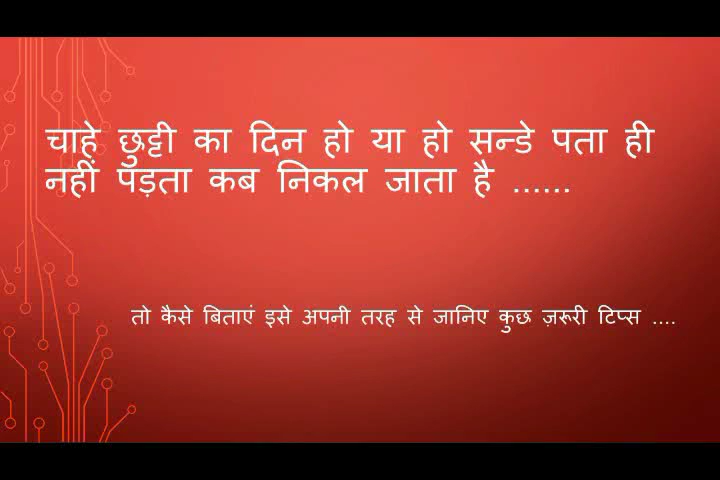 चाहे छुट्टी का दिन हो या हो सन्डे पता ही
नहीं पड़ता कब निकल जाता है ......
तो कैसे बिताएं इसे अपनी तरह से जानिए कुछ ज़रूरी टिप्स ....